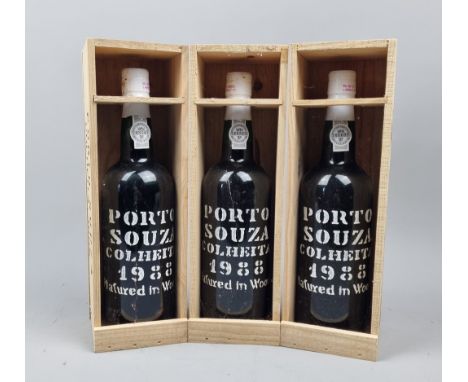 PORTO
SOUZA
COLHEITA
1988
Matured in Wood
PORTO
SOUZA
COLHEITA
1988
Matured in Wood
PORTO
SOUZA
COLHEITA
1988
Matured in Wood